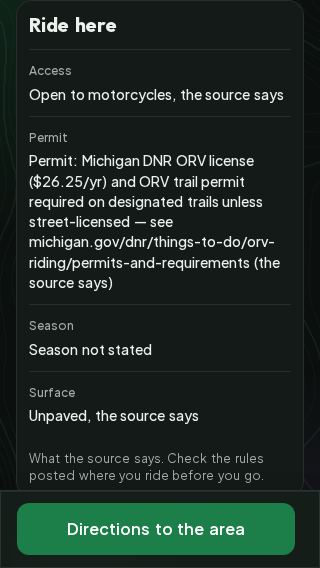 Ride here
Access
Open to motorcycles, the source says
Permit
Permit: Michigan DNR ORV license
($26.25/yr) and ORV trail permit
required on designated trails unless
street-licensed — see
michigan.gov/dnr/things-to-do/orv-
riding/permits-and-requirements (the
source says)
Season
Season not stated
Surface
Unpaved, the source says
What the source says. Check the rules
posted where you ride before you go.
Directions to the area